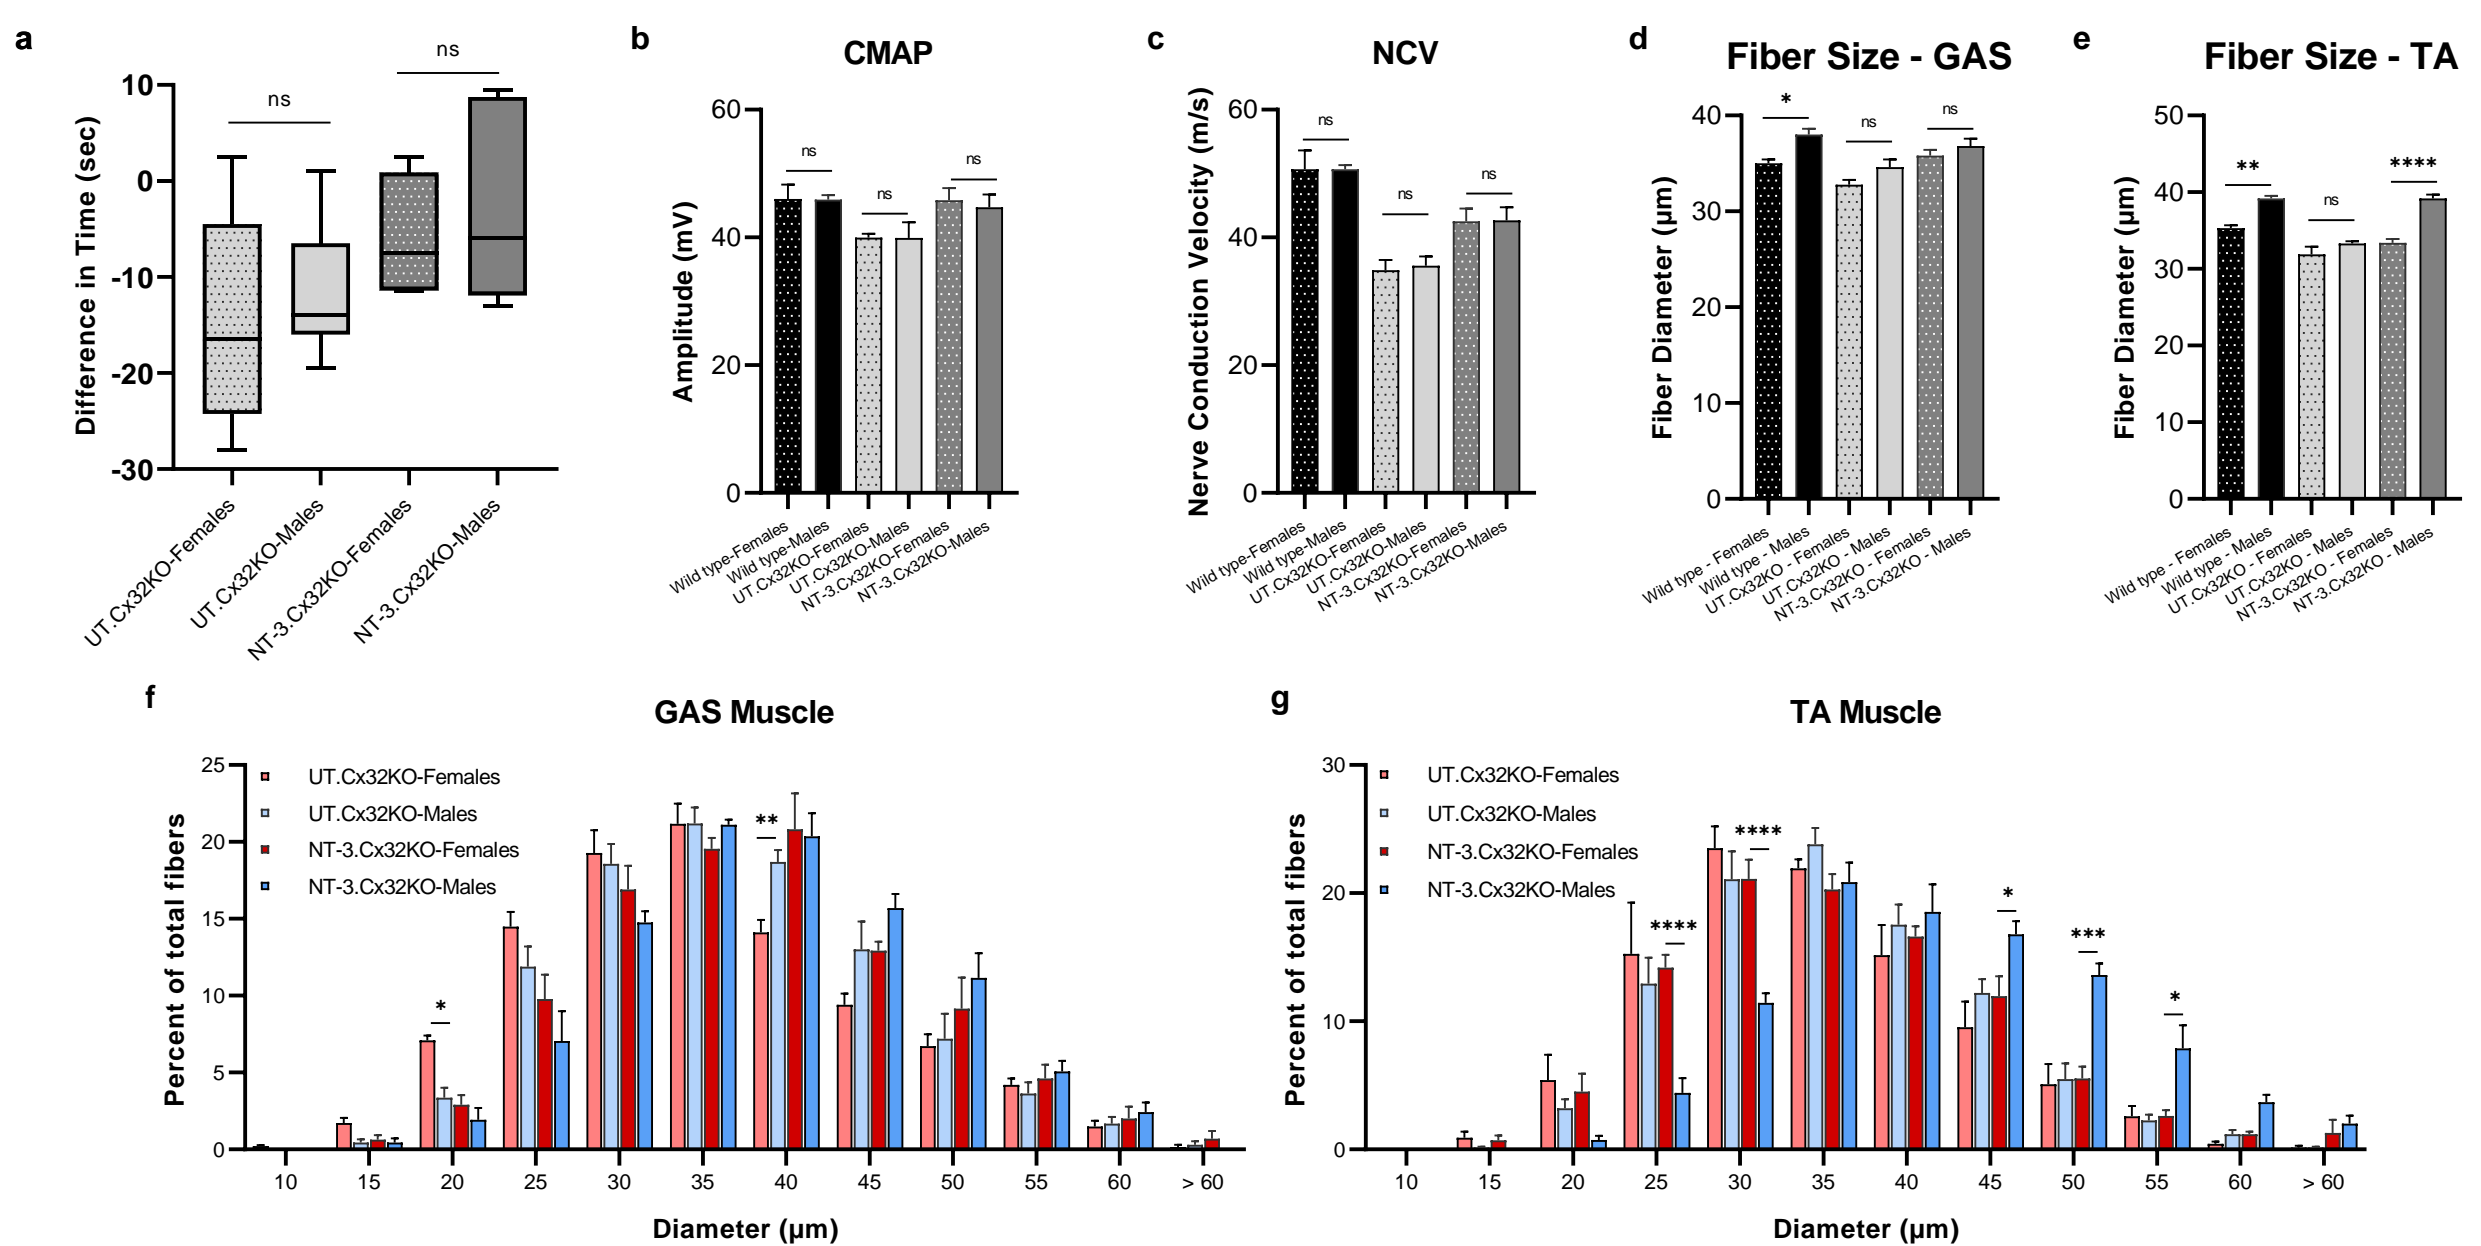 a
ns
ns
10
0
-10
-20
-30
Difference in Time (sec)
UT.Cx32KO-Females
UT.Cx32KO-Males
NT-3.Cx32KO-Females
NT-3.Cx32KO-Males
b
CMAP
60
40
20
0
Amplitude (mV)
ns
ns
ns
Wild type-Females
Wild type-Males
UT.Cx32KO-Females
UT.Cx32KO-Males
NT-3.Cx32KO-Females
NT-3.Cx32KO-Males
c
NCV
60
40
20
0
Nerve Conduction Velocity (m/s)
ns
ns
ns
Wild type-Females
Wild type-Males
UT.Cx32KO-Females
UT.Cx32KO-Males
NT-3.Cx32KO-Females
NT-3.Cx32KO-Males
d
Fiber Size - GAS
40
30
20
10
0
Fiber Diameter (µm)
*
ns
ns
Wild type - Females
Wild type - Males
UT.Cx32KO - Females
UT.Cx32KO - Males
NT-3.Cx32KO - Females
NT-3.Cx32KO - Males
e
Fiber Size - TA
50
40
30
20
10
0
Fiber Diameter (µm)
**
ns
****
Wild type - Females
Wild type - Males
UT.Cx32KO - Females
UT.Cx32KO - Males
NT-3.Cx32KO - Females
NT-3.Cx32KO - Males
f
GAS Muscle
25
20
15
10
5
0
Percent of total fibers
UT.Cx32KO-Females
UT.Cx32KO-Males
NT-3.Cx32KO-Females
NT-3.Cx32KO-Males
*
**
10 15 20 25 30 35 40 45 50 55 60 > 60
Diameter (µm)
g
TA Muscle
30
20
10
0
Percent of total fibers
UT.Cx32KO-Females
UT.Cx32KO-Males
NT-3.Cx32KO-Females
NT-3.Cx32KO-Males
****
****
*
***
*
10 15 20 25 30 35 40 45 50 55 60 > 60
Diameter (µm)